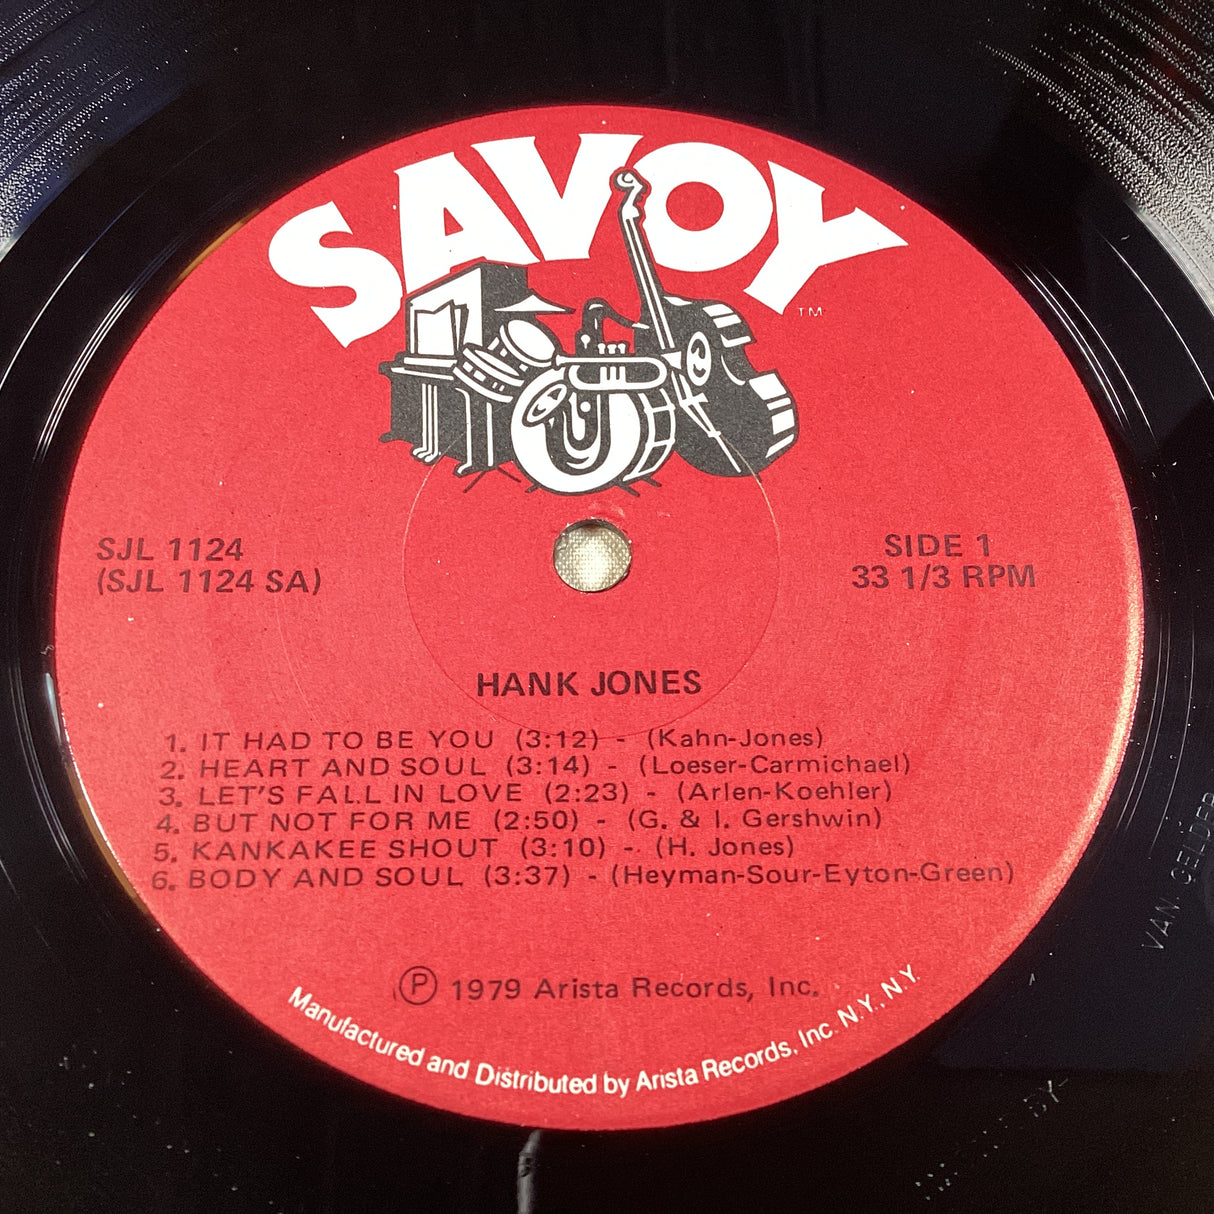 SAVOY
TM
SJL 1124
(SJL 1124 SA)
SIDE 1
33 1/3 RPM
HANK JONES
1. IT HAD TO BE YOU (3:12) - (Kahn-Jones)
2. HEART AND SOUL (3:14) - (Loeser-Carmichael)
3. LET'S FALL IN LOVE (2:23) - (Arlen-Koehler)
4. BUT NOT FOR ME (2:50) - (G. & I. Gershwin)
5. KANKAKEE SHOUT (3:10) - (H. Jones)
6. BODY AND SOUL (3:37) - (Heyman-Sour-Eyton-Green)
Ⓟ 1979 Arista Records, Inc.
Manufactured and Distributed by Arista Records, Inc. N.Y., N.Y.
VAN GELDER
BY